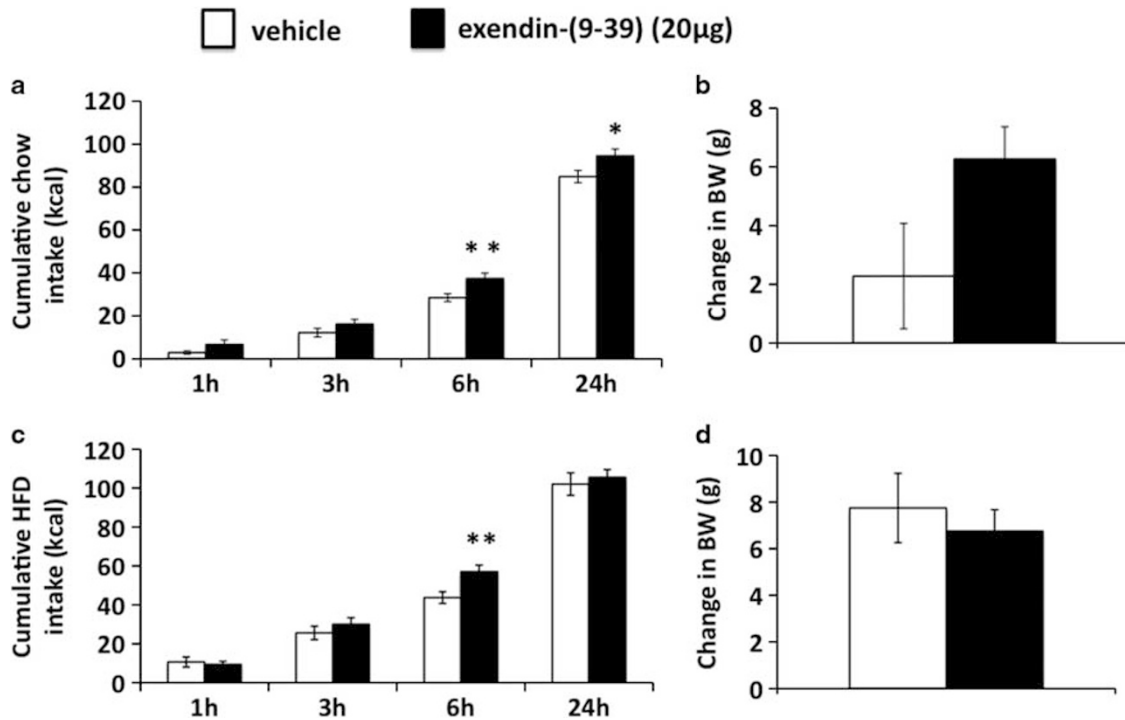 vehicle exendin-(9-39) (20µg)
a
Cumulative chow
intake (kcal)
120
100
80
60
40
20
0
* *
*
1h 3h 6h 24h
b
Change in BW (g)
8
6
4
2
0
c
Cumulative HFD
intake (kcal)
120
100
80
60
40
20
0
**
1h 3h 6h 24h
d
Change in BW (g)
10
8
6
4
2
0